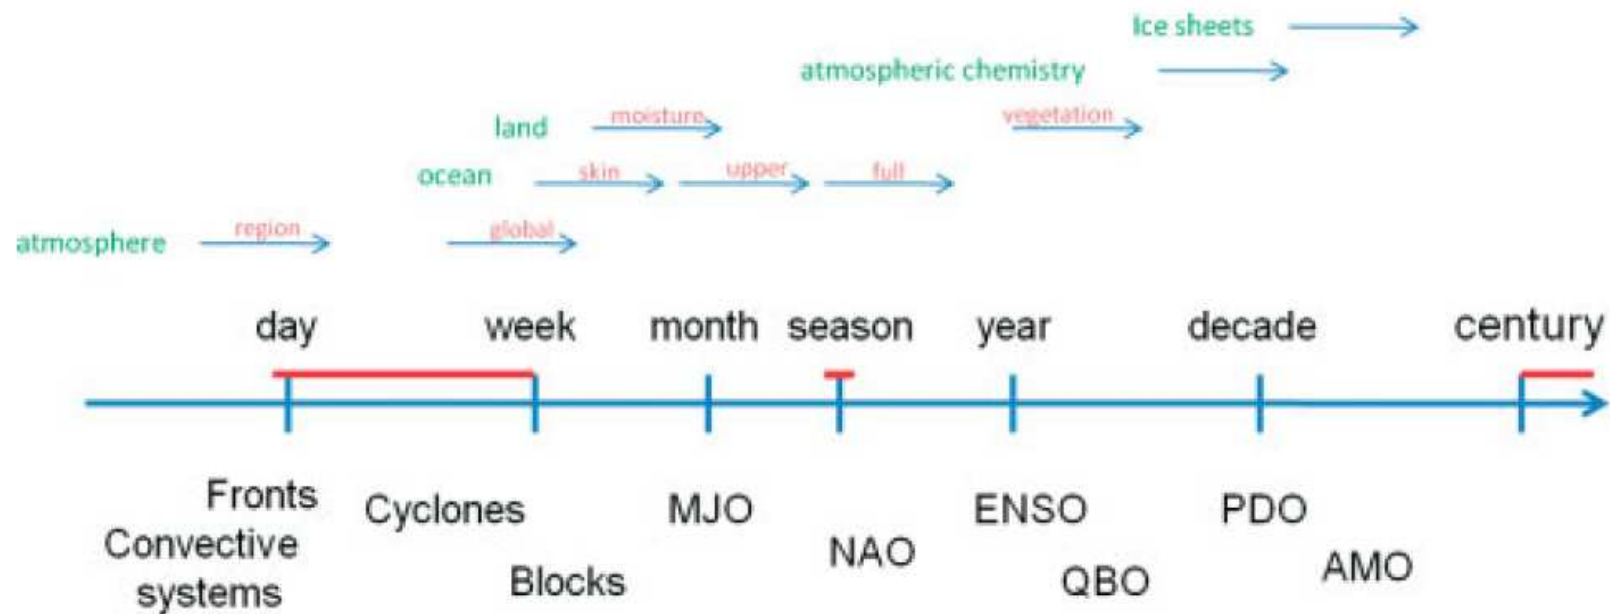 Ice sheets
atmospheric chemistry
land moisture vegetation
ocean skin upper full
atmosphere region global
day week month season year decade century
Fronts Cyclones MJO ENSO PDO
Convective NAO AMO
systems Blocks QBO